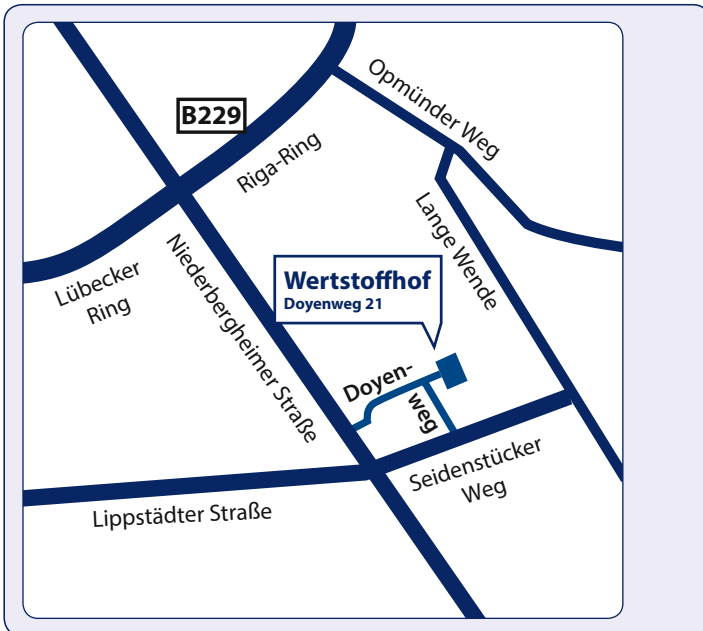 Opmünder Weg
B229
Riga-Ring
Lange Wende
Lübecker
Ring
Niederbergheimer Straße
Wertstoffhof
Doyenweg 21
Doyen-
weg
Seidenstücker
Weg
Lippstädter Straße